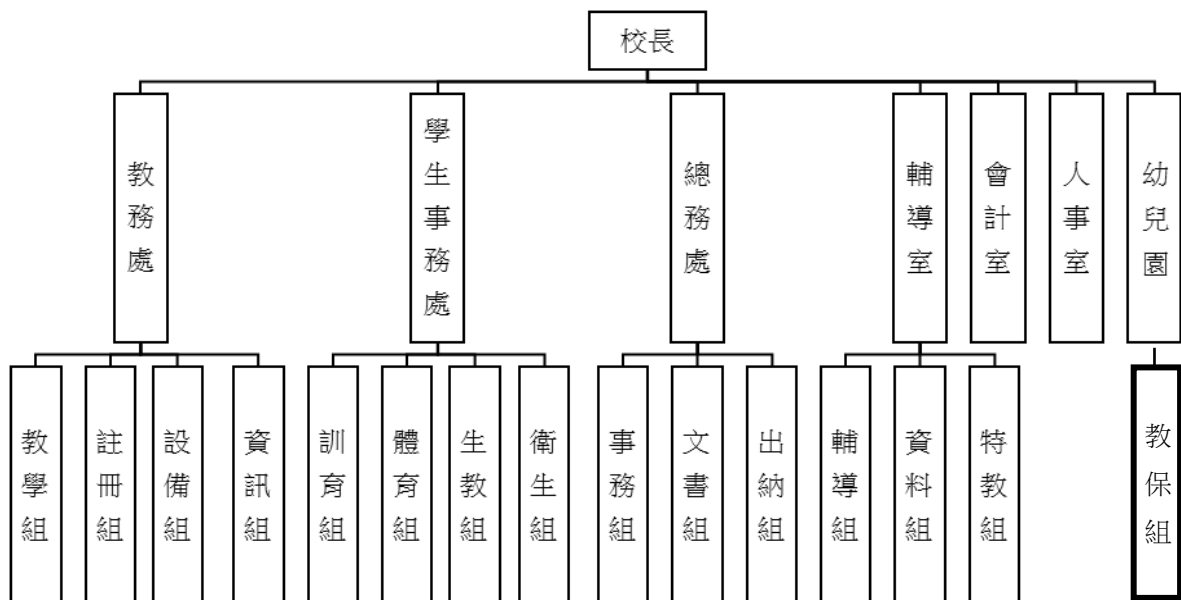 校長
教務處
學生事務處
總務處
輔導室
會計室
人事室
幼兒園
教學組
註冊組
設備組
資訊組
訓育組
體育組
生教組
衛生組
事務組
文書組
出納組
輔導組
資料組
特教組
教保組